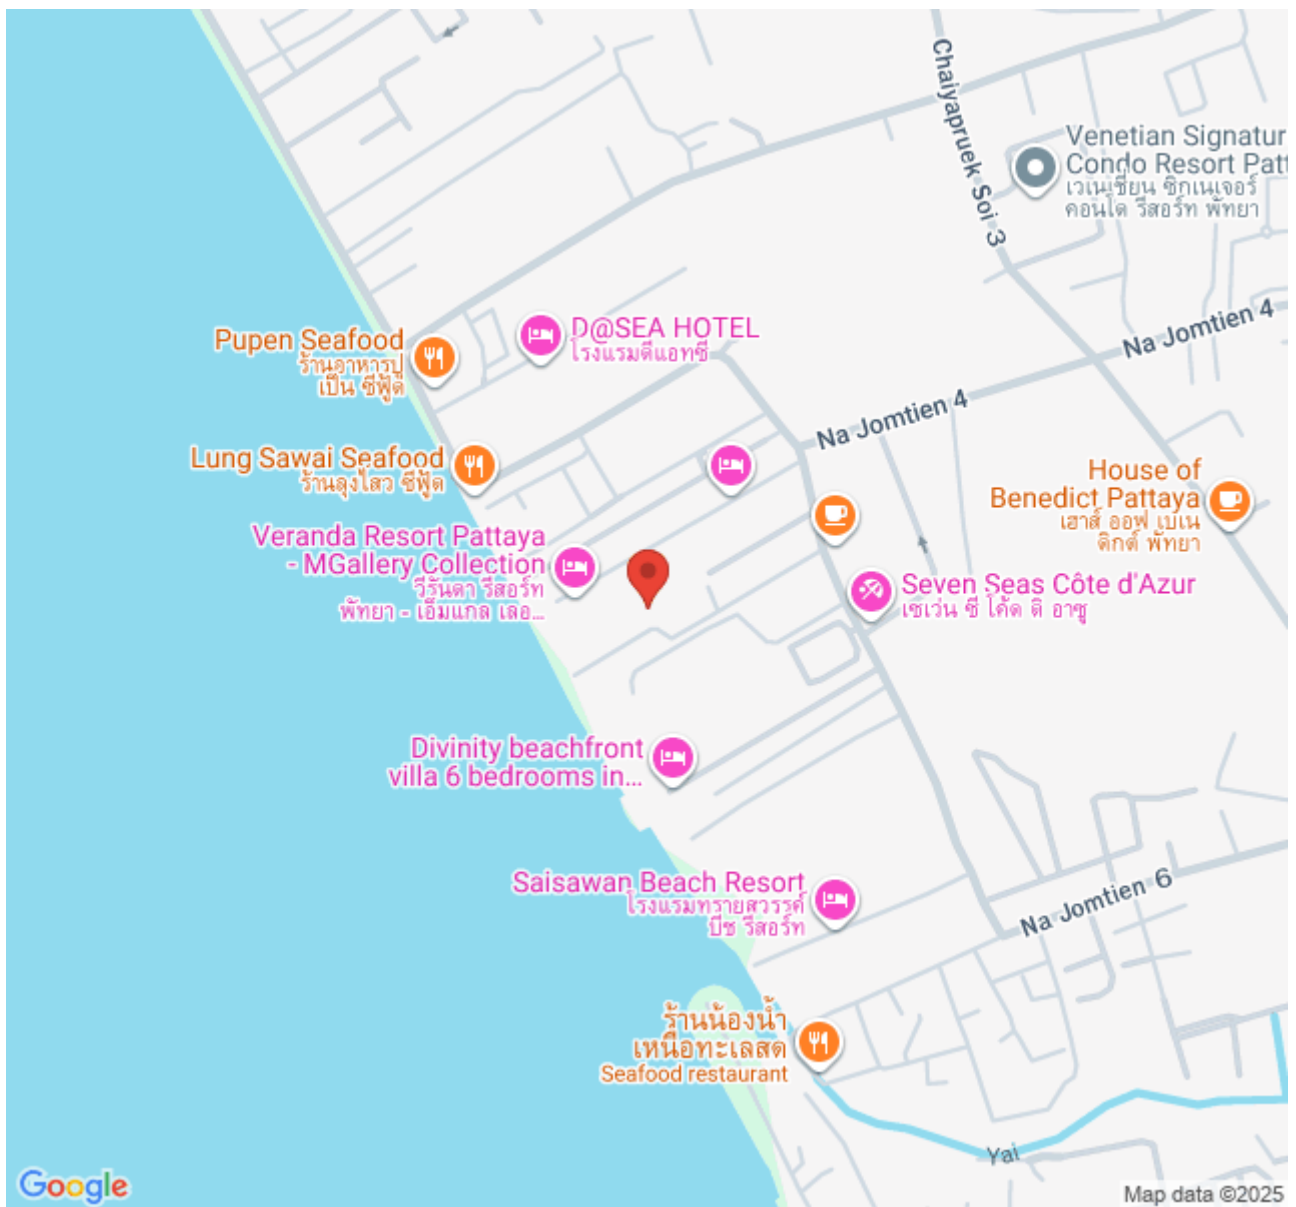 Chaiyapruek Soi 3
Venetian Signatur
Condo Resort Patt
เวเนเชี่ยน ซิกเนเจอร์
คอนโด รีสอร์ท พัทยา
Na Jomtien 4
D@SEA HOTEL
โรงแรมดีแอทซี
Pupen Seafood
ร้านอาหารปู
เป็น ซีฟู้ด
Na Jomtien 4
Lung Sawai Seafood
ร้านลุงไสว ซีฟู้ด
House of
Benedict Pattaya
เฮาส์ ออฟ เบเน
ดิกต์ พัทยา
Veranda Resort Pattaya
- MGallery Collection
วีรันดา รีสอร์ท
พัทยา - เอ็มแกล เลอ...
Seven Seas Côte d'Azur
เซเว่น ซี โค้ด ดิ อาซู
Divinity beachfront
villa 6 bedrooms in...
Saisawan Beach Resort
โรงแรมทรายสวรรค์
บีช รีสอร์ท
Na Jomtien 6
ร้านน้องน้ำ
เหนือทะเลสด
Seafood restaurant
Yai
Google
Map data ©2025